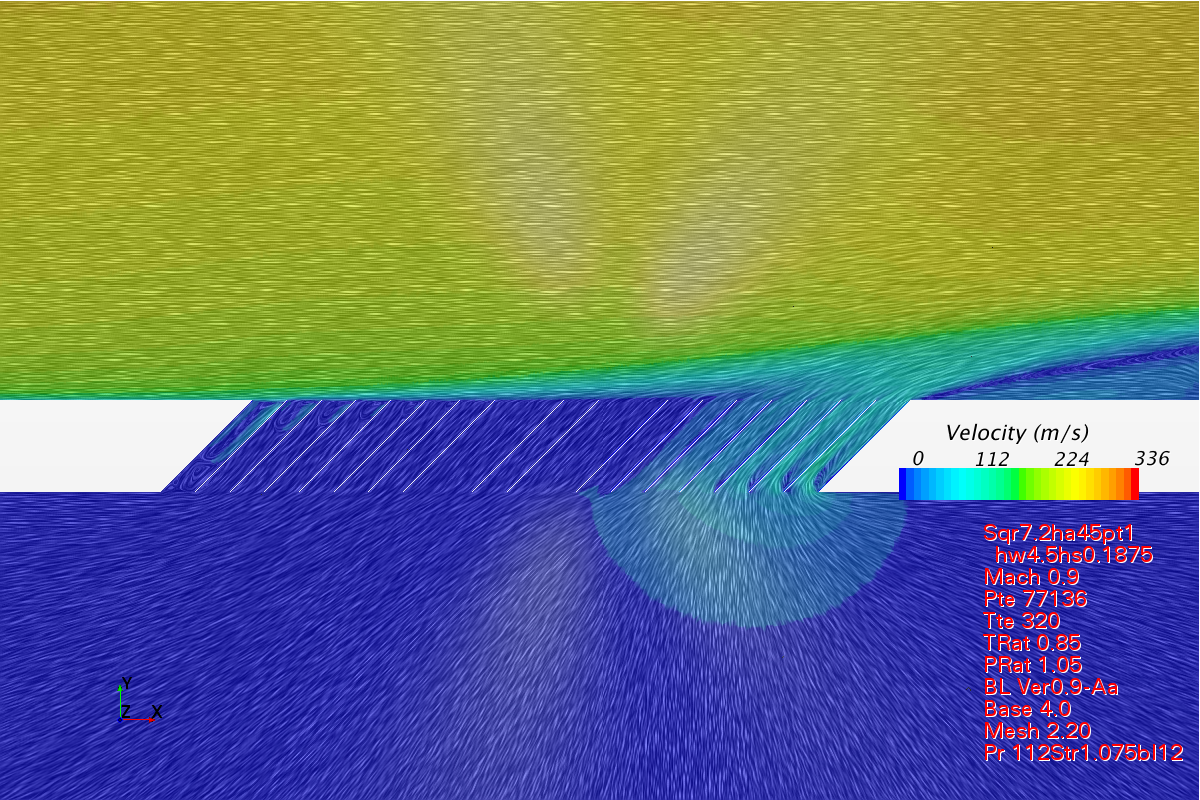 Velocity (m/s)
0 112 224 336
Sqr7.2ha45pt1
hw4.5hs0.1875
Mach 0.9
Pte 77136
Tte 320
TRat 0.85
PRat 1.05
BL Ver0.9-Aa
Base 4.0
Mesh 2.20
Pr 112Str1.075bl12
Y
Z X